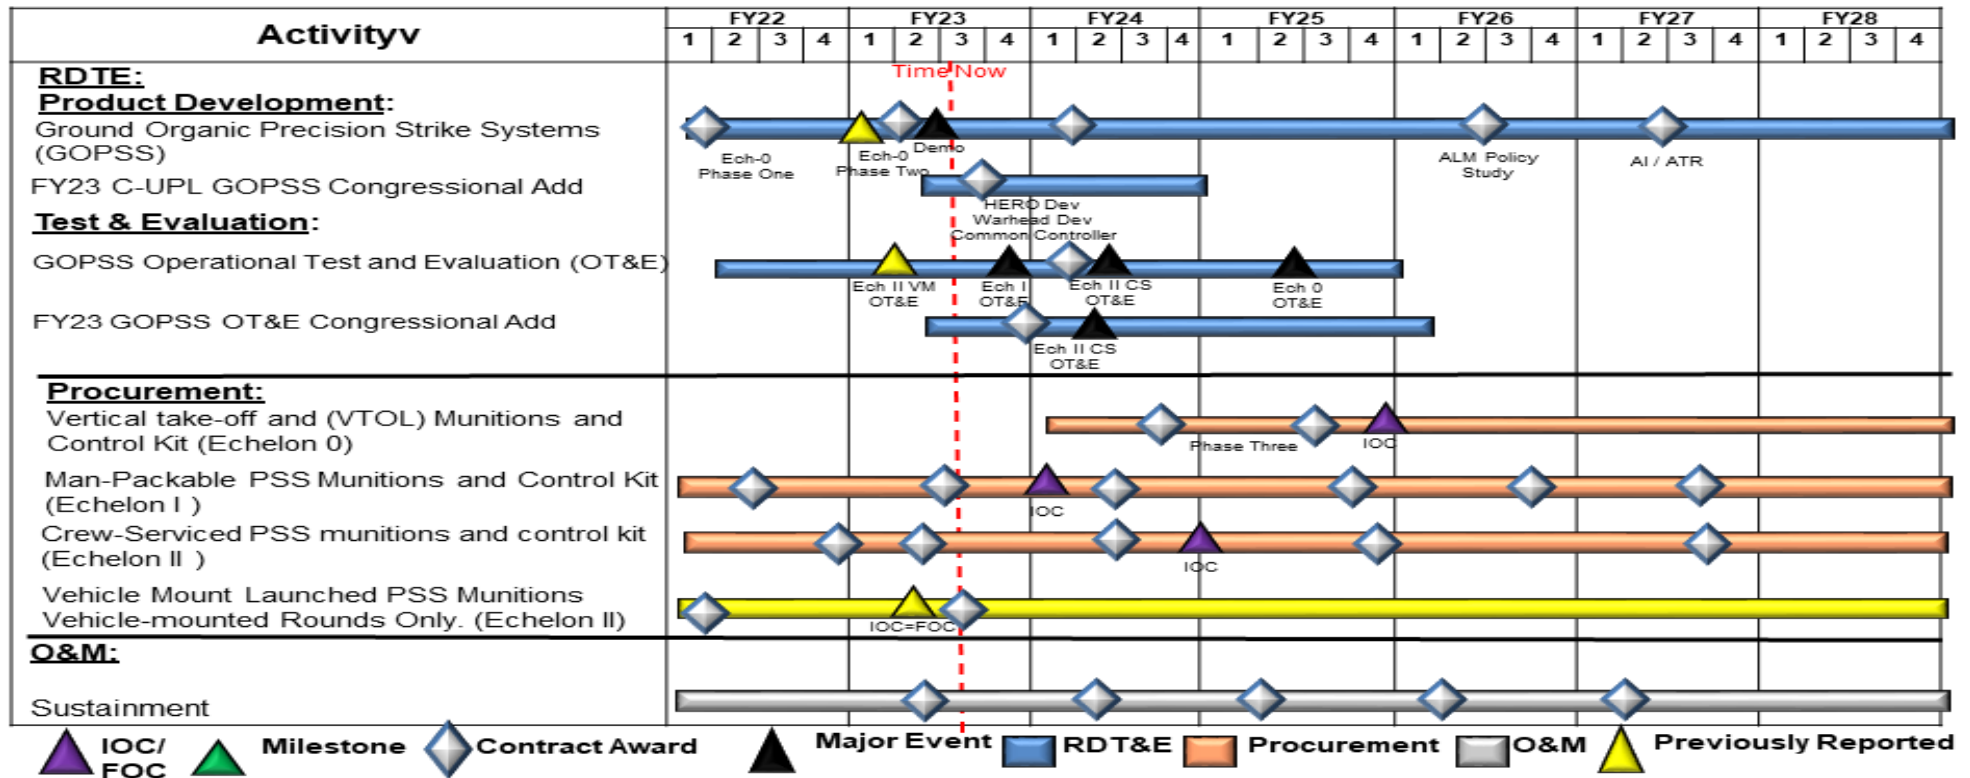 Activityv
FY22 FY23 FY24 FY25 FY26 FY27 FY28
1 2 3 4 1 2 3 4 1 2 3 4 1 2 3 4 1 2 3 4 1 2 3 4 1 2 3 4
Time Now
RDTE:
Product Development:
Ground Organic Precision Strike Systems
(GOPSS)
Ech-0
Phase One
Ech-0
Phase Two
Demo
ALM Policy
Study
AI / ATR
FY23 C-UPL GOPSS Congressional Add
HERO Dev
Warhead Dev
Common Controller
Test & Evaluation:
GOPSS Operational Test and Evaluation (OT&E)
Ech II VM
OT&E
Ech I
OT&E
Ech II CS
OT&E
Ech 0
OT&E
FY23 GOPSS OT&E Congressional Add
Ech II CS
OT&E
Procurement:
Vertical take-off and (VTOL) Munitions and
Control Kit (Echelon 0)
Phase Three
IOC
Man-Packable PSS Munitions and Control Kit
(Echelon I )
IOC
Crew-Serviced PSS munitions and control kit
(Echelon II )
IOC
Vehicle Mount Launched PSS Munitions
Vehicle-mounted Rounds Only. (Echelon II)
IOC=FOC
O&M:
Sustainment
IOC/
FOC
Milestone
Contract Award
Major Event
RDT&E
Procurement
O&M
Previously Reported